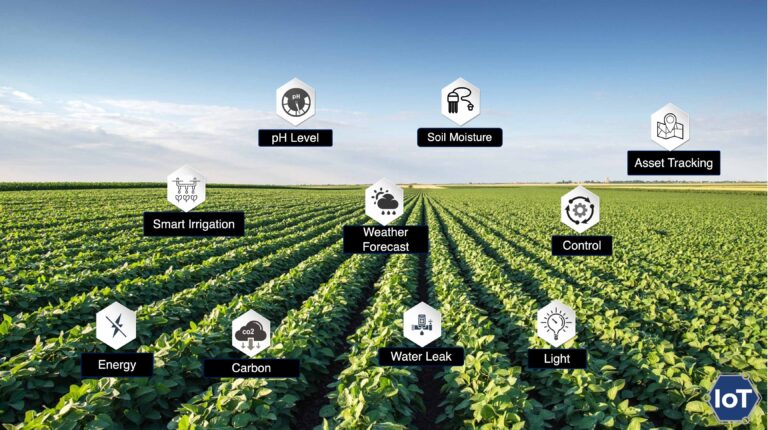 pH
pH Level
Soil Moisture
Asset Tracking
Smart Irrigation
Weather
Forecast
Control
Energy
co2
Carbon
Water Leak
Light
IoT